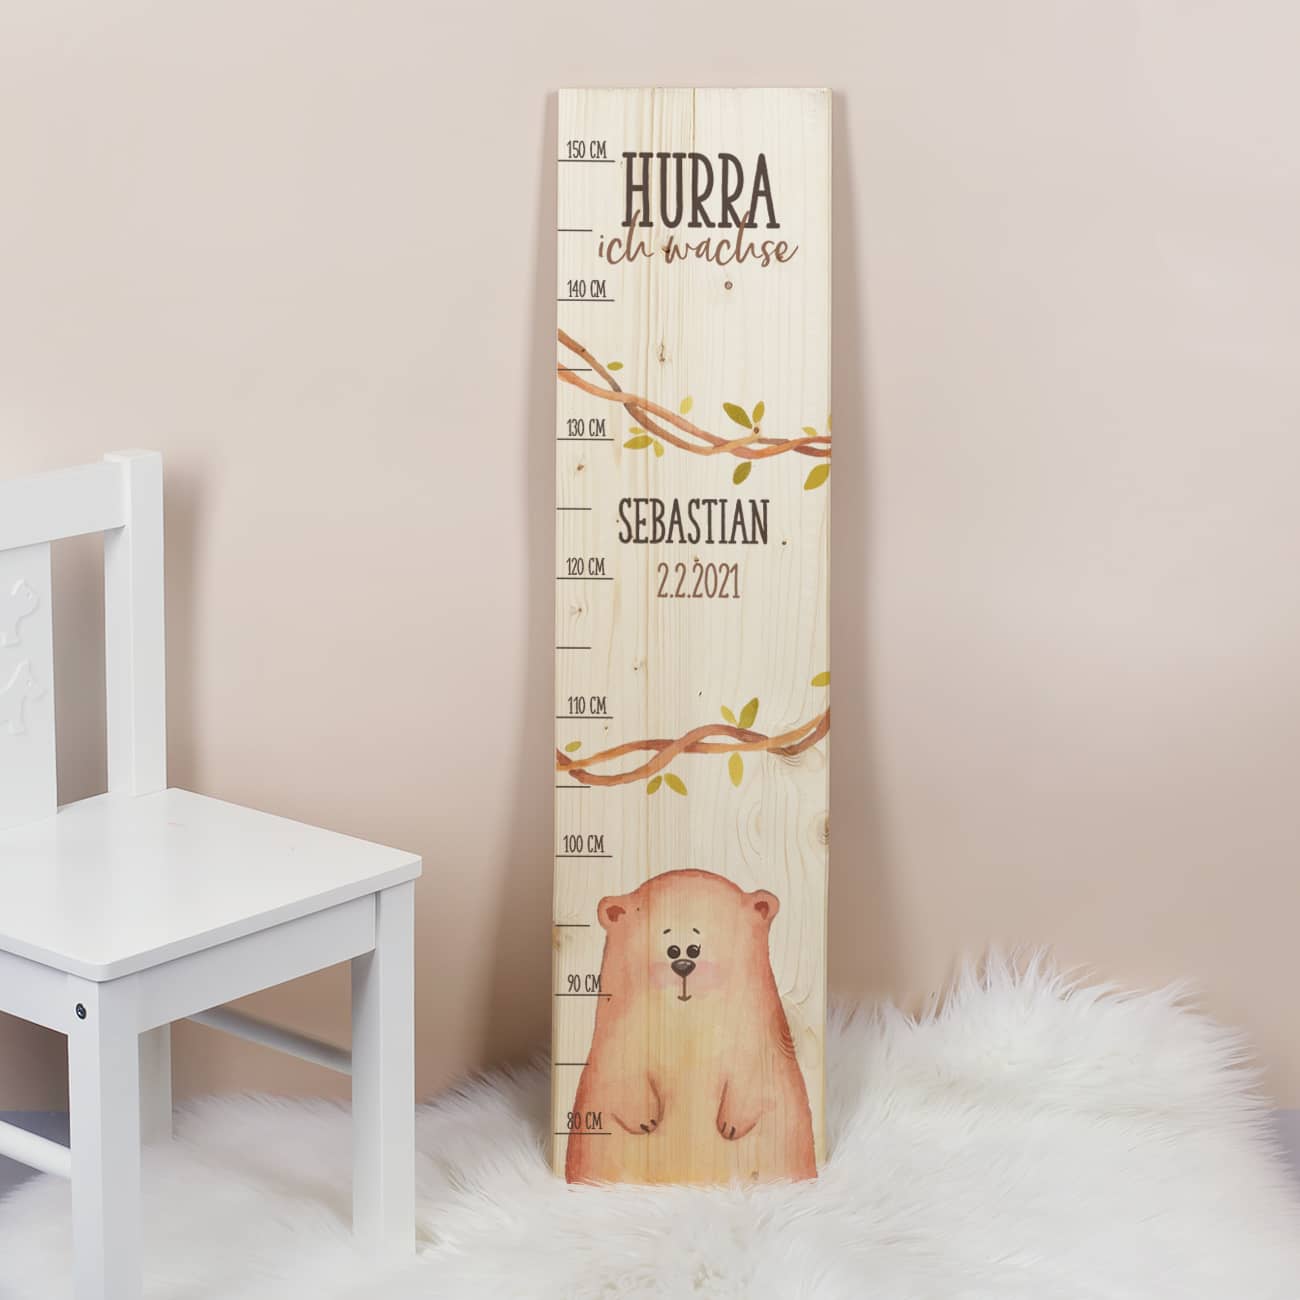 150 CM
HURRA
ich wachse
140 CM
130 CM
SEBASTIAN
120 CM
2.2.2021
110 CM
100 CM
90 CM
80 CM